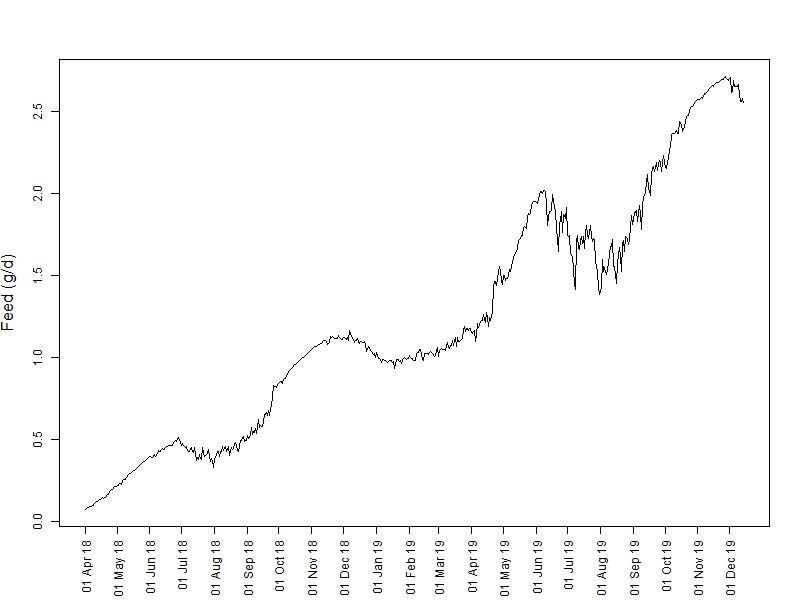 Feed (g/d)
2.5
2.0
1.5
1.0
0.5
0.0
01 Apr 18
01 May 18
01 Jun 18
01 Jul 18
01 Aug 18
01 Sep 18
01 Oct 18
01 Nov 18
01 Dec 18
01 Jan 19
01 Feb 19
01 Mar 19
01 Apr 19
01 May 19
01 Jun 19
01 Jul 19
01 Aug 19
01 Sep 19
01 Oct 19
01 Nov 19
01 Dec 19